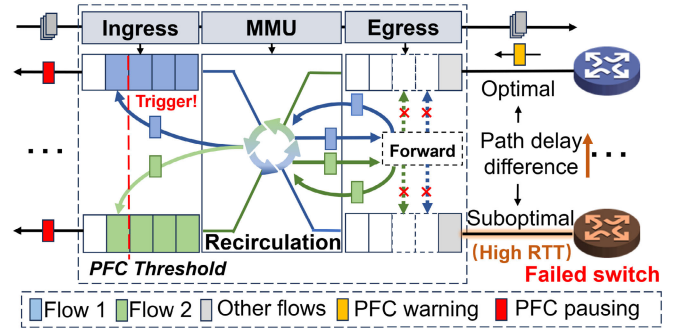 Ingress MMU Egress
Trigger!
Optimal
Forward
Path delay
difference
. . .
. . .
Suboptimal
(High RTT)
Recirculation
PFC Threshold
Failed switch
Flow 1 Flow 2 Other flows PFC warning PFC pausing